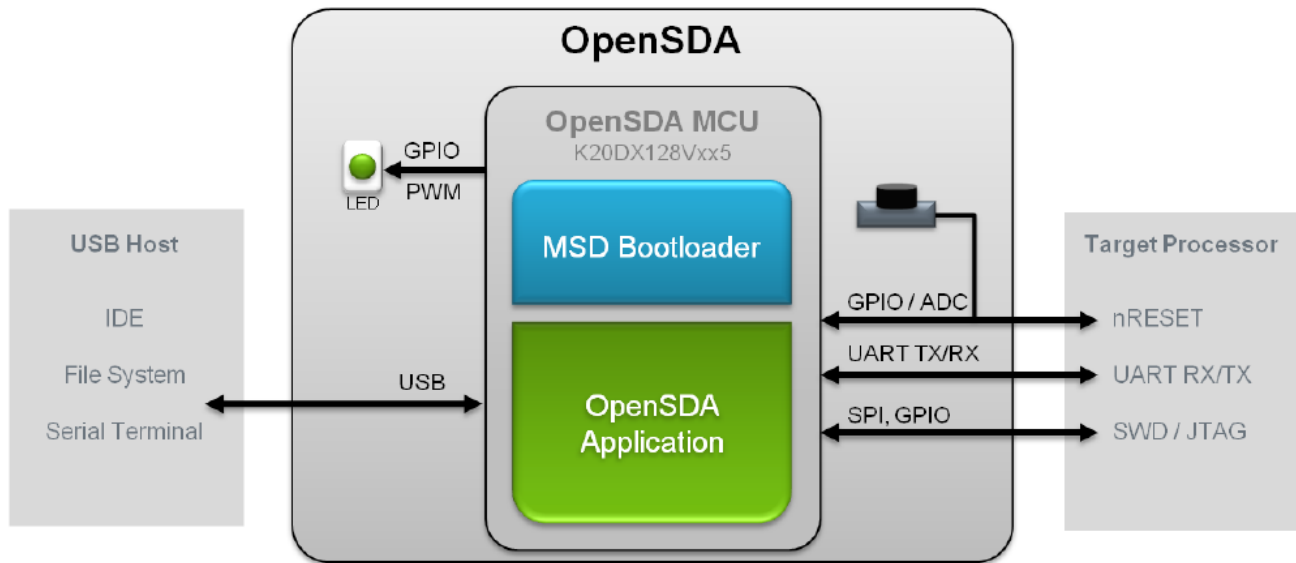 OpenSDA
OpenSDA MCU
K20DX128Vxx5
GPIO
PWM
LED
MSD Bootloader
USB Host
IDE
File System
Serial Terminal
USB
OpenSDA
Application
GPIO / ADC
UART TX/RX
SPI, GPIO
Target Processor
nRESET
UART RX/TX
SWD / JTAG